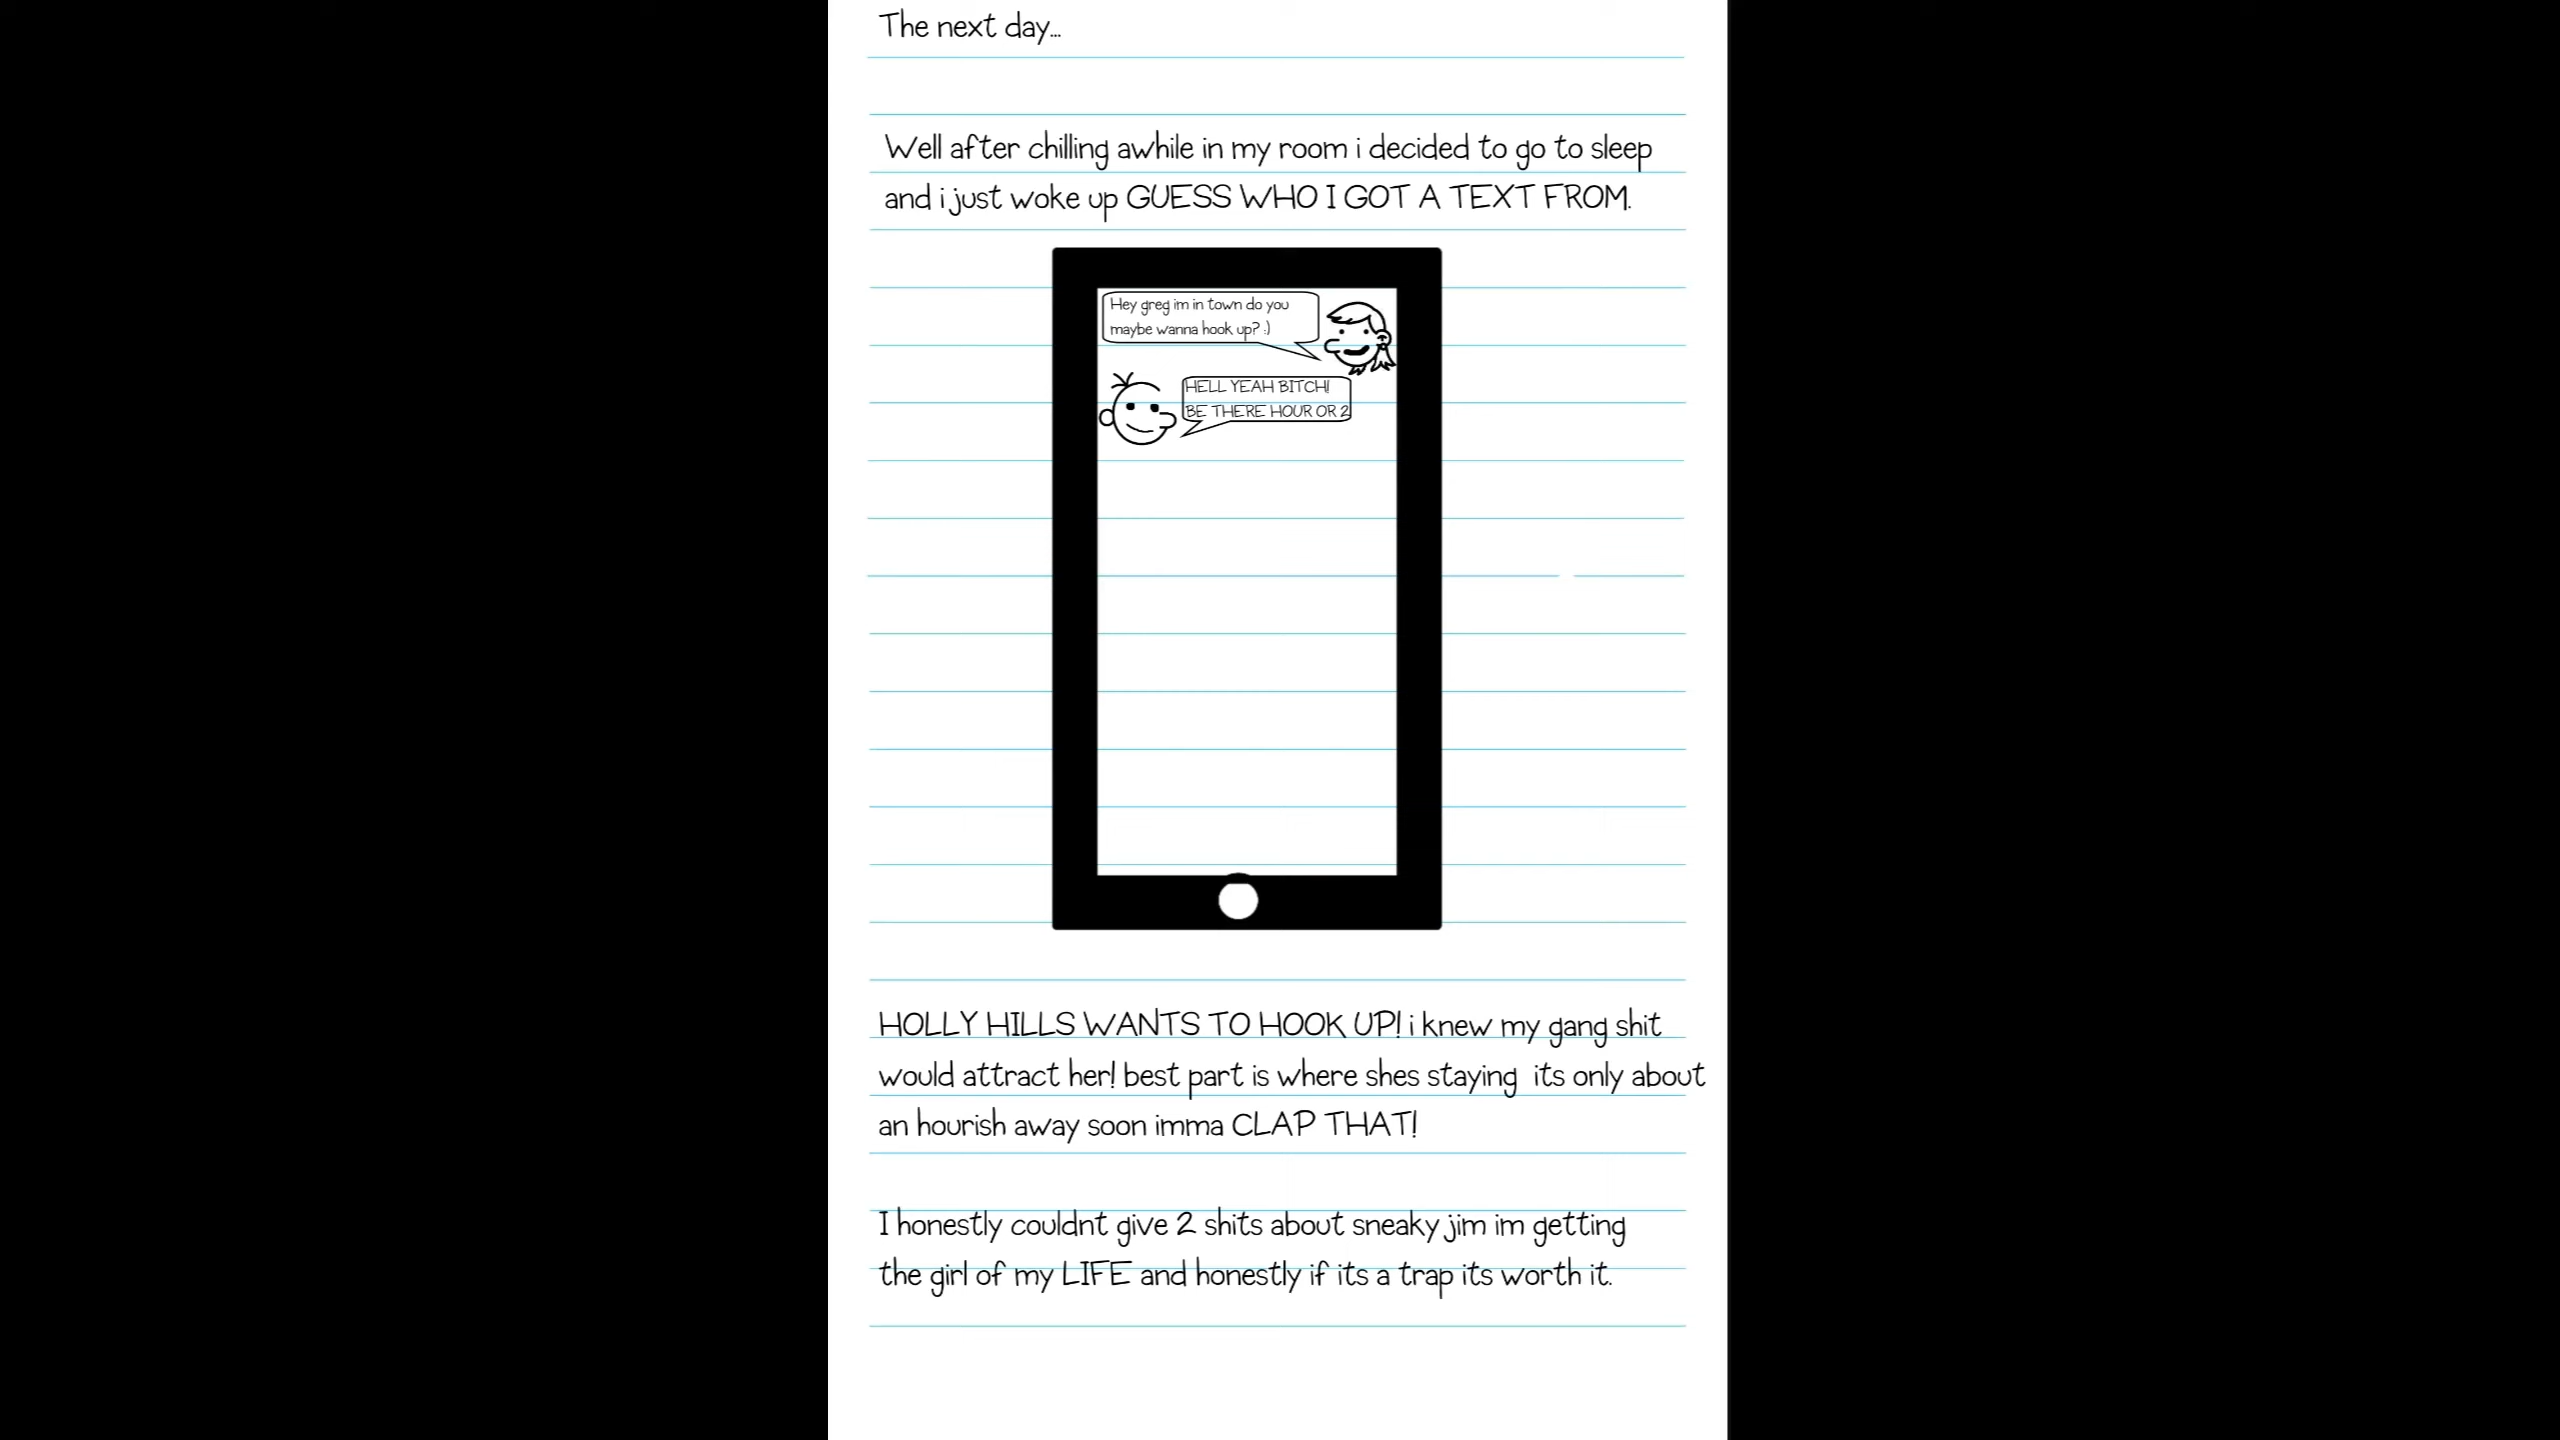 The next day...
Well after chilling awhile in my room i decided to go to sleep
and i just woke up GUESS WHO I GOT A TEXT FROM.
Hey greg im in town do you
maybe wanna hook up? :)
HELL YEAH BITCH!
BE THERE HOUR OR 2
HOLLY HILLS WANTS TO HOOK UP! i knew my gang shit
would attract her! best part is where shes staying its only about
an hourish away soon imma CLAP THAT!
I honestly couldnt give 2 shits about sneaky jim im getting
the girl of my LIFE and honestly if its a trap its worth it.